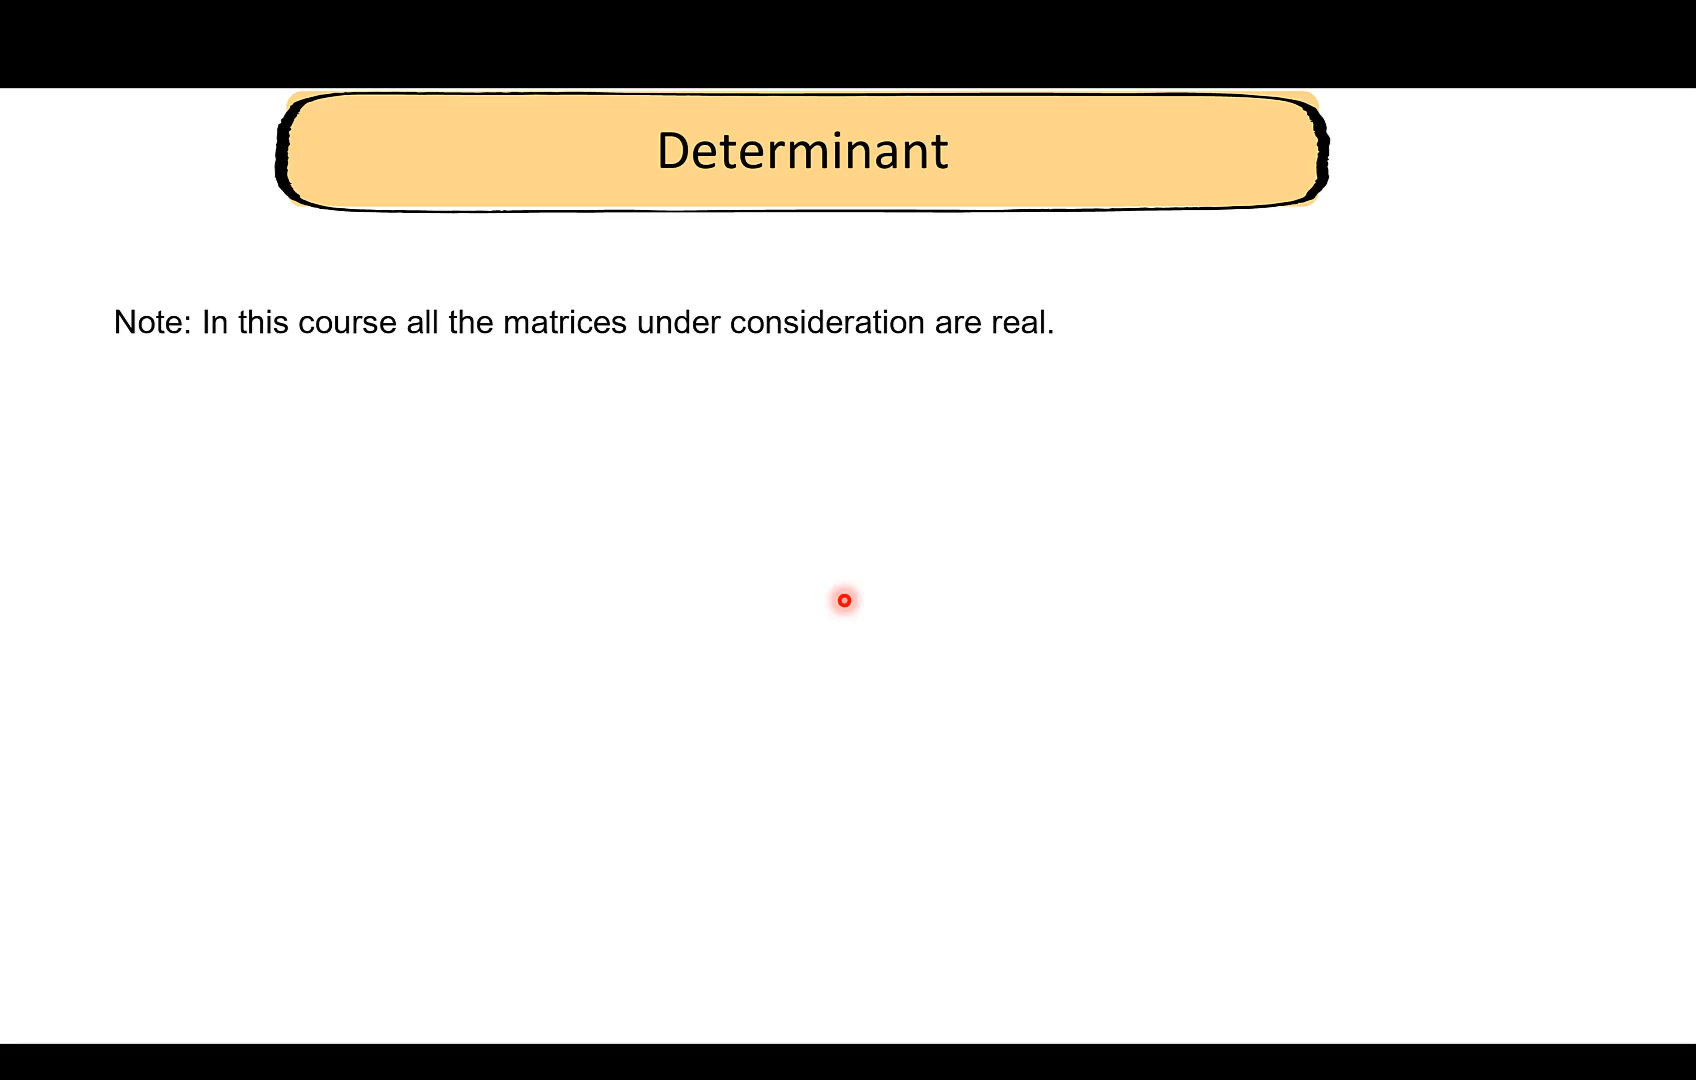 Determinant
Note: In this course all the matrices under consideration are real.